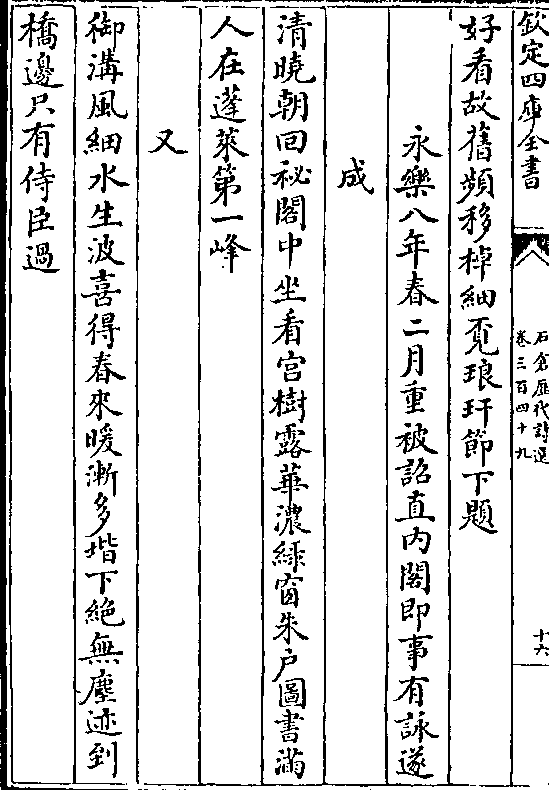 欽定四庫全書
石倉歷代詩選
卷三百四十九
十六
好看故舊頻移棹細覓琅玕節下題
永樂八年春二月重被詔直內閣即事有詠遂
成
清曉朝回秘閣中坐看宮樹露華濃綠窗朱户圖書滿
人在蓬萊第一峰
又
御溝風細水生波喜得春來暖漸多堦下絶無塵迹到
橋邊只有侍臣過